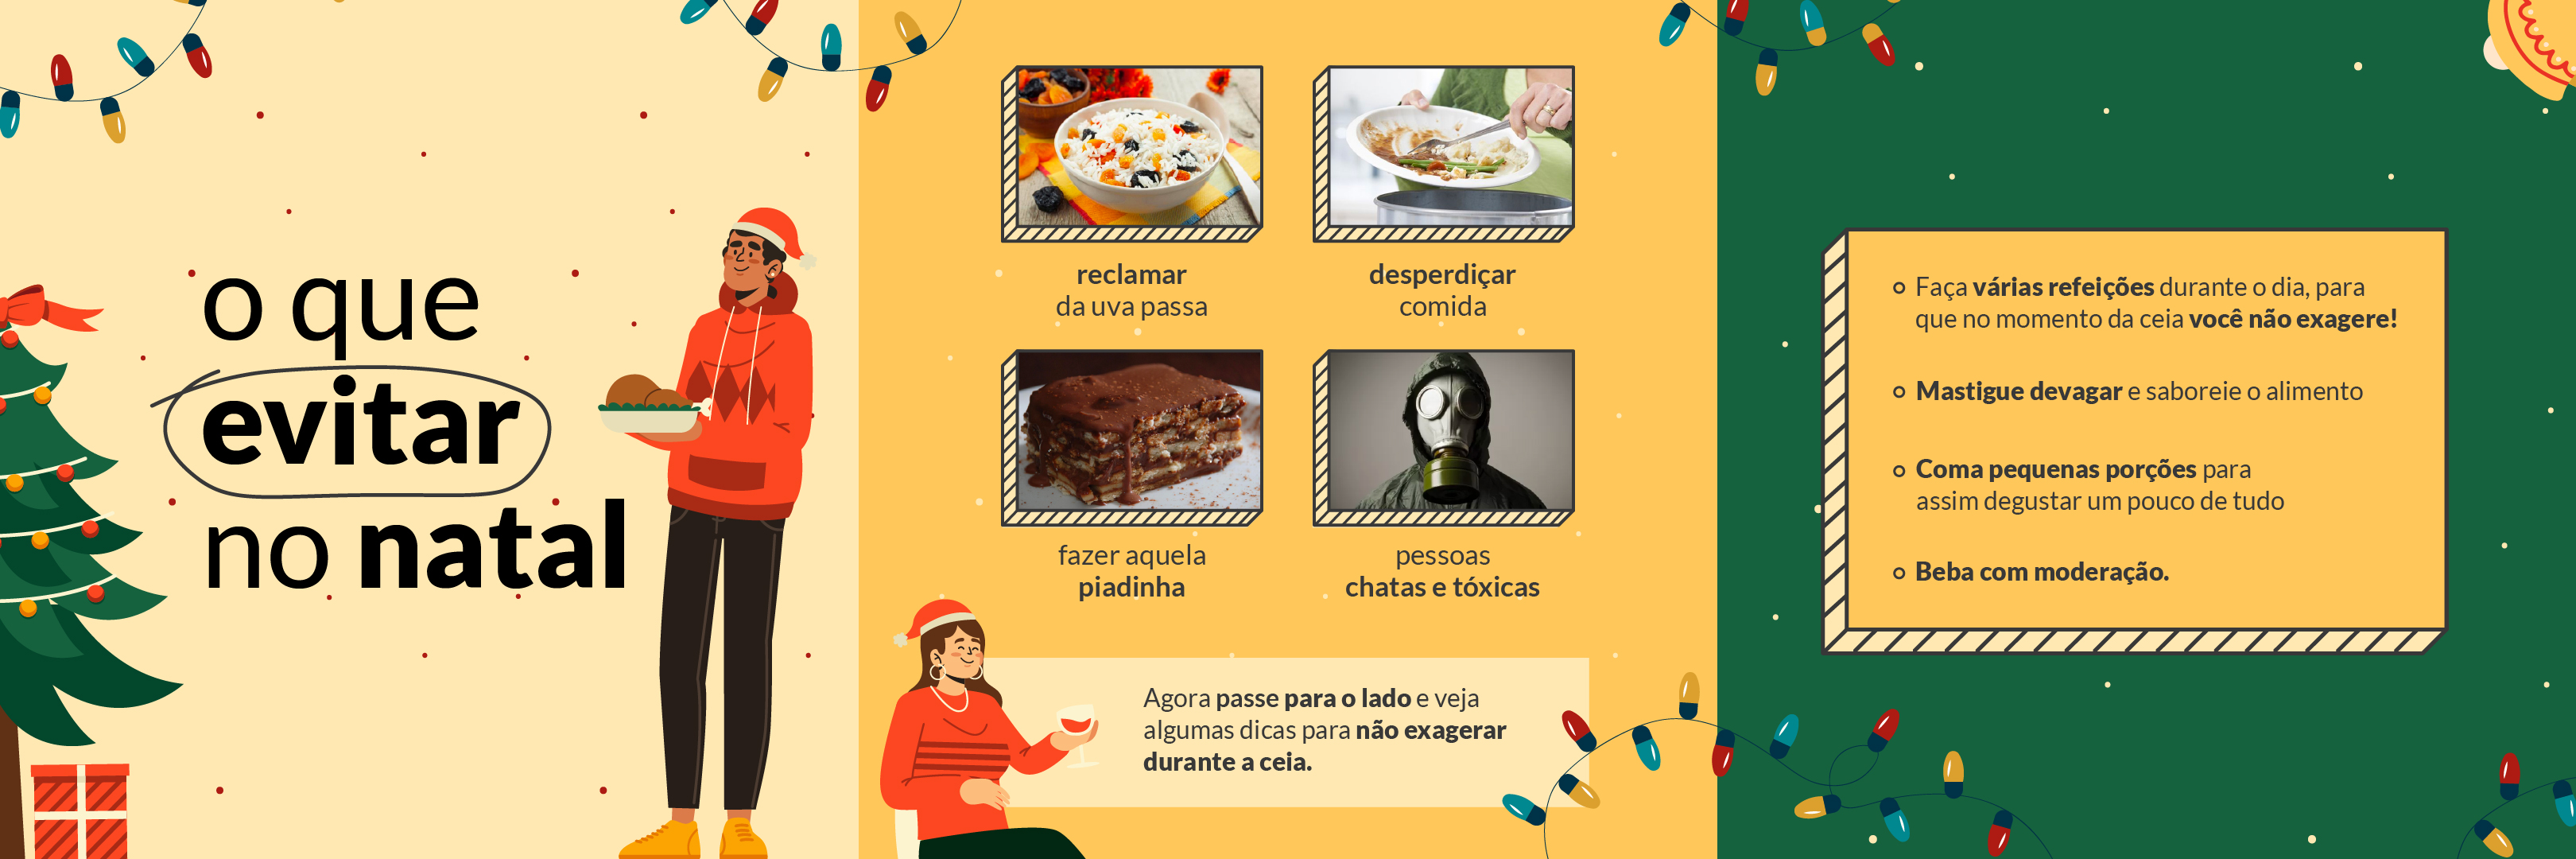 o que
evitar
no natal
reclamar
da uva passa
desperdiçar
comida
fazer aquela
piadinha
pessoas
chatas e tóxicas
Agora passe para o lado e veja
algumas dicas para não exagerar
durante a ceia.
Faça várias refeições durante o dia, para
que no momento da ceia você não exagere!
Mastigue devagar e saboreie o alimento
Coma pequenas porções para
assim degustar um pouco de tudo
Beba com moderação.